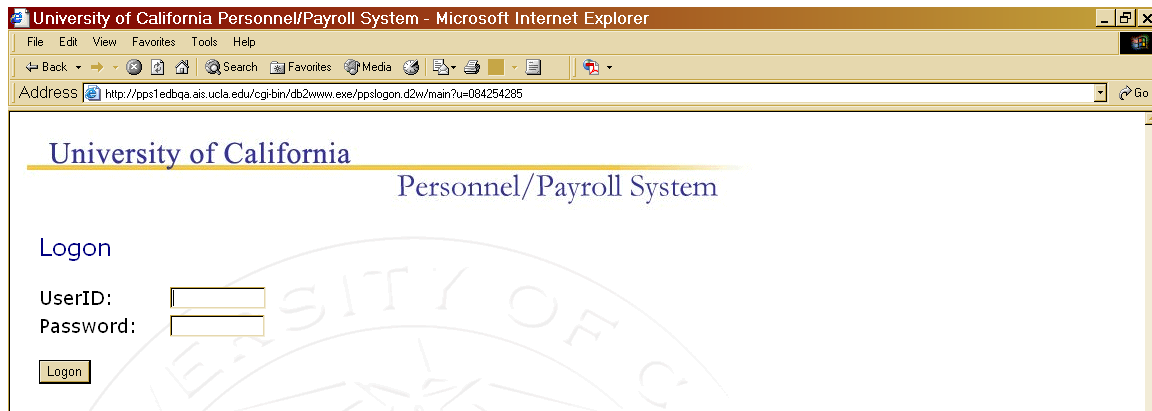 University of California Personnel/Payroll System - Microsoft Internet Explorer
File Edit View Favorites Tools Help
Back Search Favorites Media
Address http://pps1edbqa.ais.ucla.edu/cgi-bin/db2www.exe/ppslogon.d2w/main?u=084254285 Go
University of California
Personnel/Payroll System
Logon
UserID:
Password:
Logon
ERSITY OF C